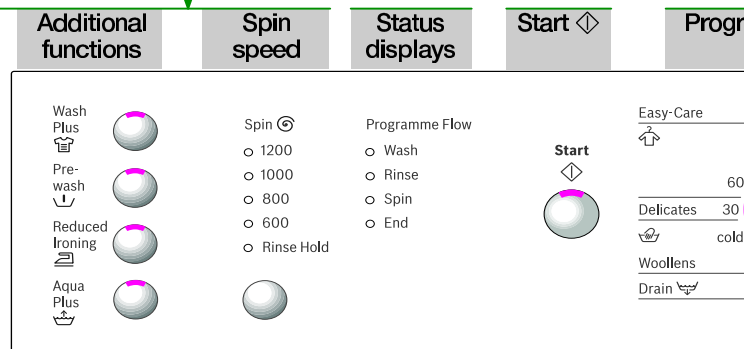 Additional
functions
Spin
speed
Status
displays
Start
Progr
Wash
Plus
Pre-
wash
Reduced
Ironing
Aqua
Plus
Spin
1200
1000
800
600
Rinse Hold
Programme Flow
Wash
Rinse
Spin
End
Start
Easy-Care
60
Delicates 30
cold
Woollens
Drain